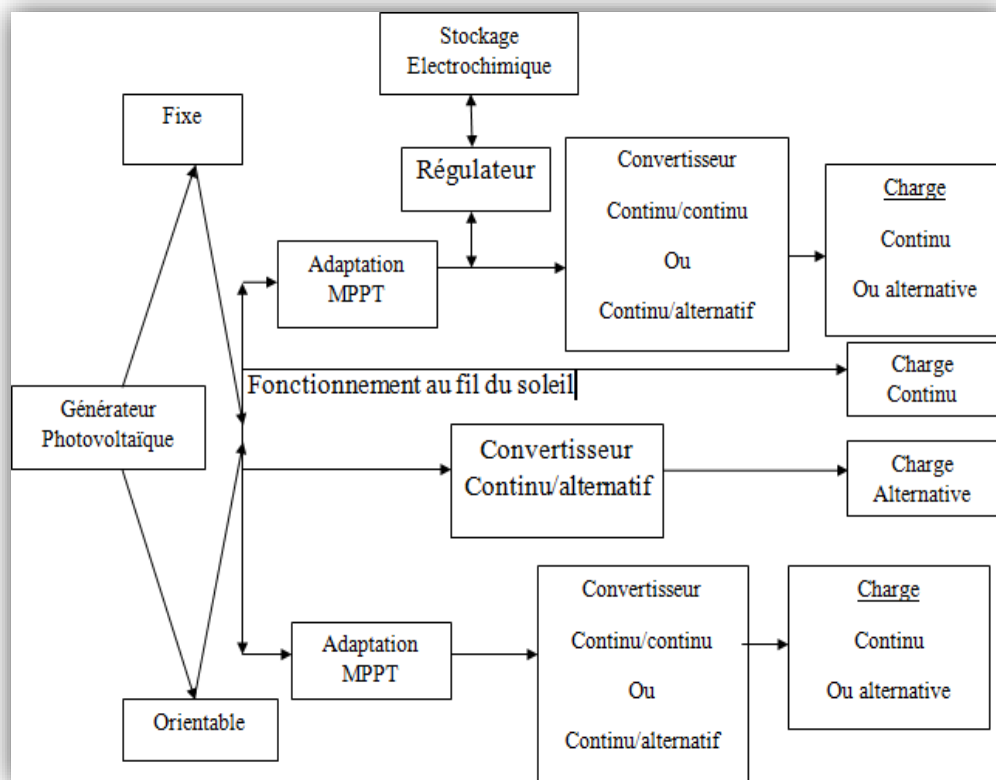 Stockage
Electrochimique
Fixe
Régulateur
Convertisseur
Continu/continu
Ou
Continu/alternatif
Charge
Continu
Ou alternative
Adaptation
MPPT
Fonctionnement au fil du soleil
Charge
Continu
Générateur
Photovoltaïque
Convertisseur
Continu/alternatif
Charge
Alternative
Adaptation
MPPT
Convertisseur
Continu/continu
Ou
Continu/alternatif
Charge
Continu
Ou alternative
Orientable